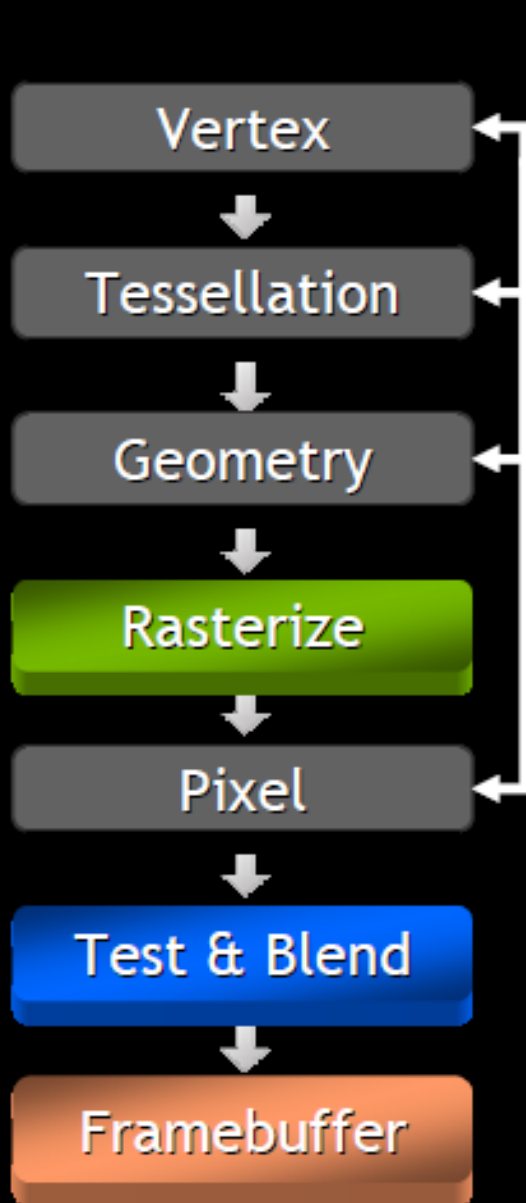 Vertex
Tessellation
Geometry
Rasterize
Pixel
Test & Blend
Framebuffer